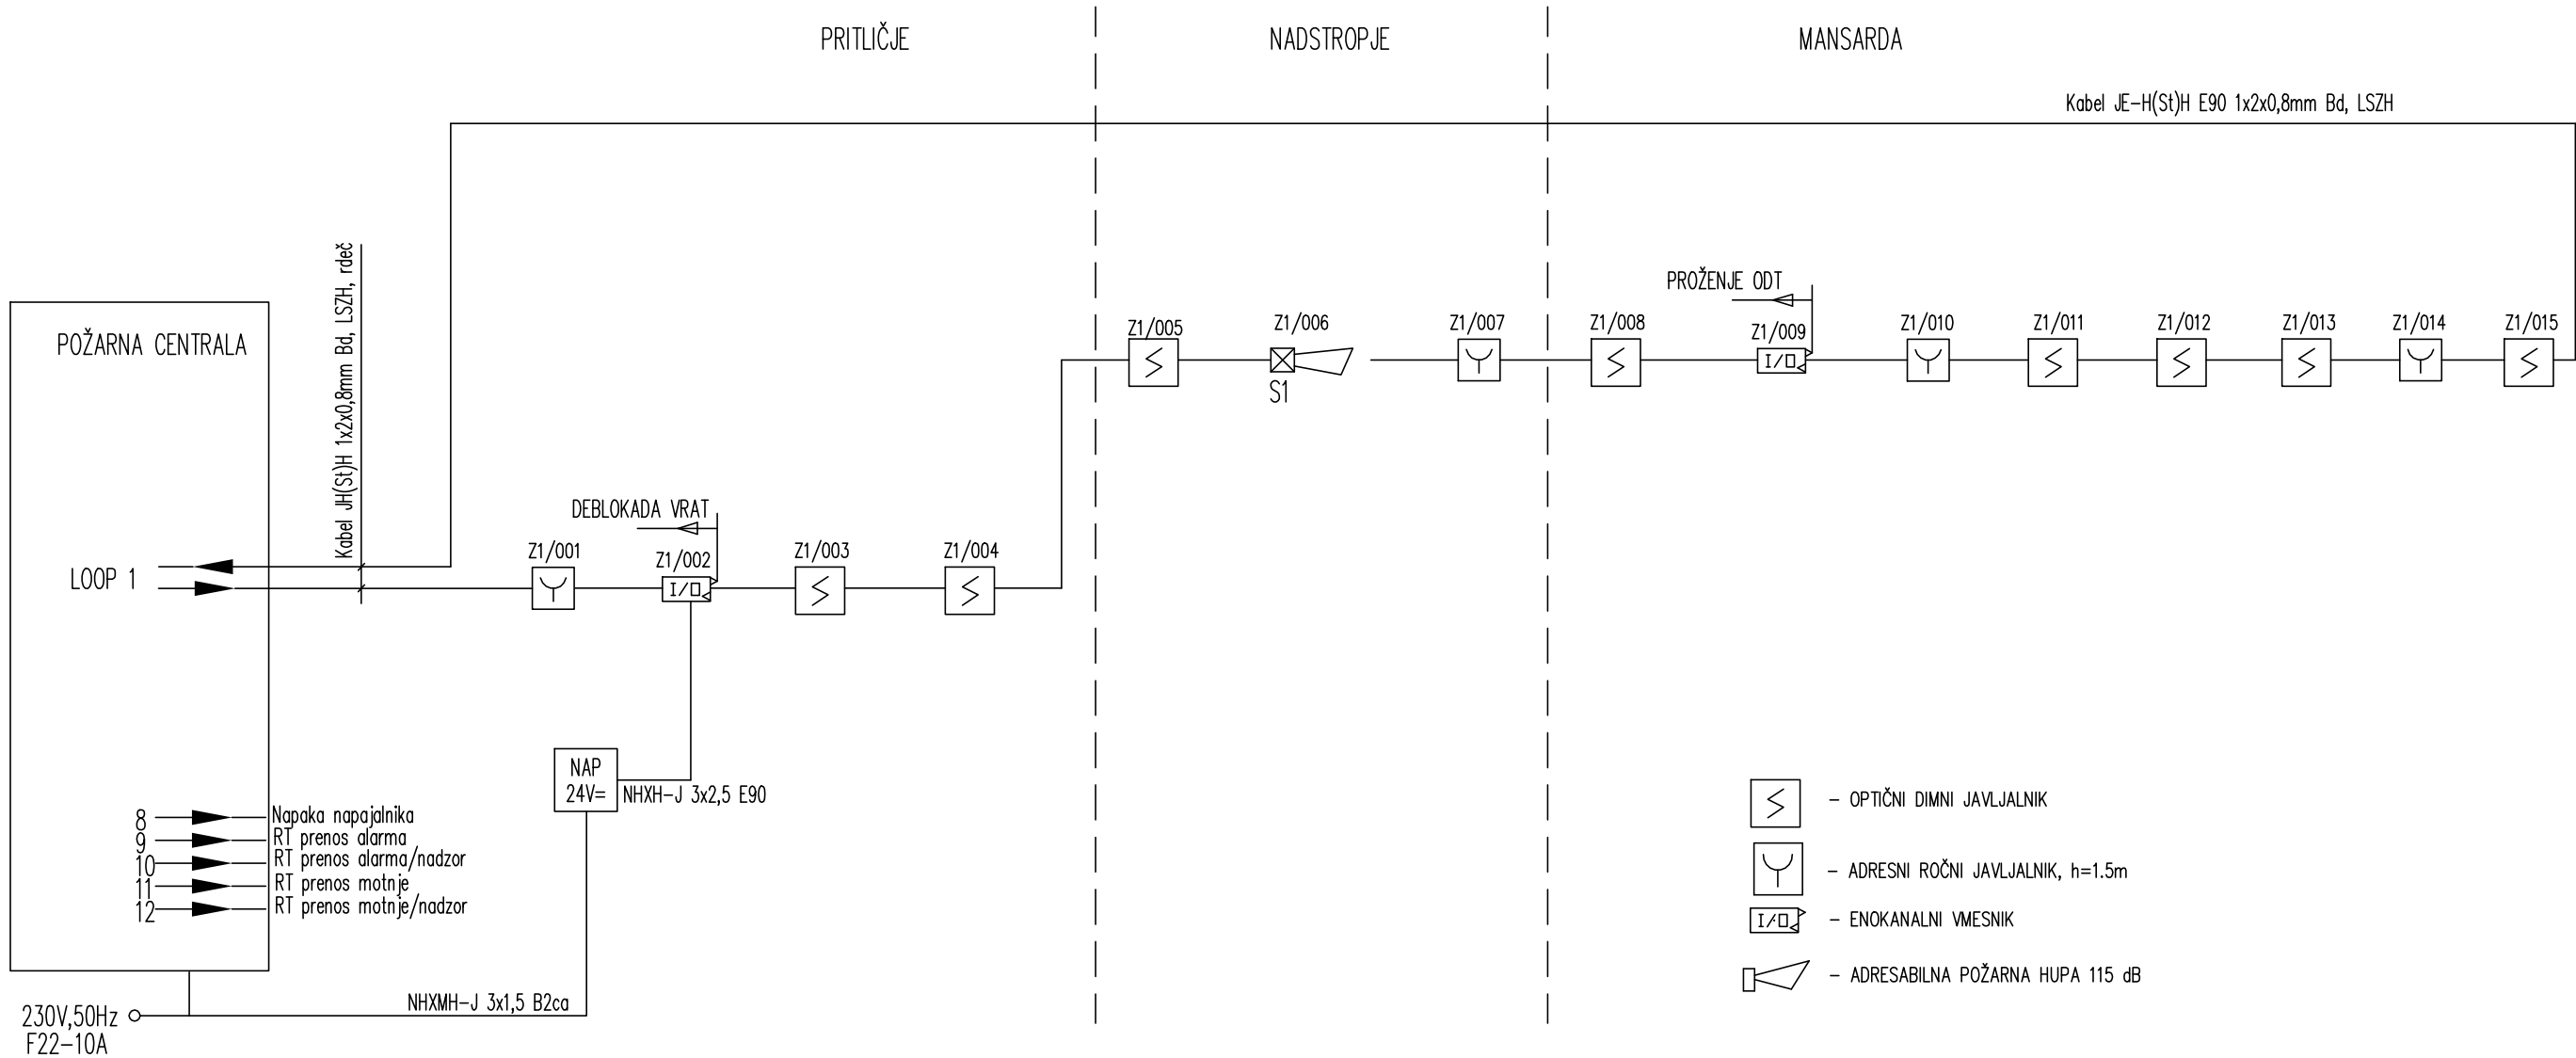 PRITLIČJE
NADSTROPJE
MANSARDA
Kabel JE-H(St)H E90 1x2x0,8mm Bd, LSZH
Kabel JH(St)H 1x2x0,8mm Bd, LSZH, rdeč
POŽARNA CENTRALA
LOOP 1
DEBLOKADA VRAT
Z1/001
Z1/002
I/O
Z1/003
Z1/004
Z1/005
Z1/006
S1
Z1/007
Z1/008
PROŽENJE ODT
Z1/009
I/O
Z1/010
Z1/011
Z1/012
Z1/013
Z1/014
Z1/015
NAP
24V=
NHXH-J 3x2,5 E90
8 Napaka napajalnika
9 RT prenos alarma
10 RT prenos alarma/nadzor
11 RT prenos motnje
12 RT prenos motnje/nadzor
NHXMH-J 3x1,5 B2ca
230V,50Hz
F22-10A
- OPTIČNI DIMNI JAVLJALNIK
- ADRESNI ROČNI JAVLJALNIK, h=1.5m
I/O - ENOKANALNI VMESNIK
- ADRESABILNA POŽARNA HUPA 115 dB